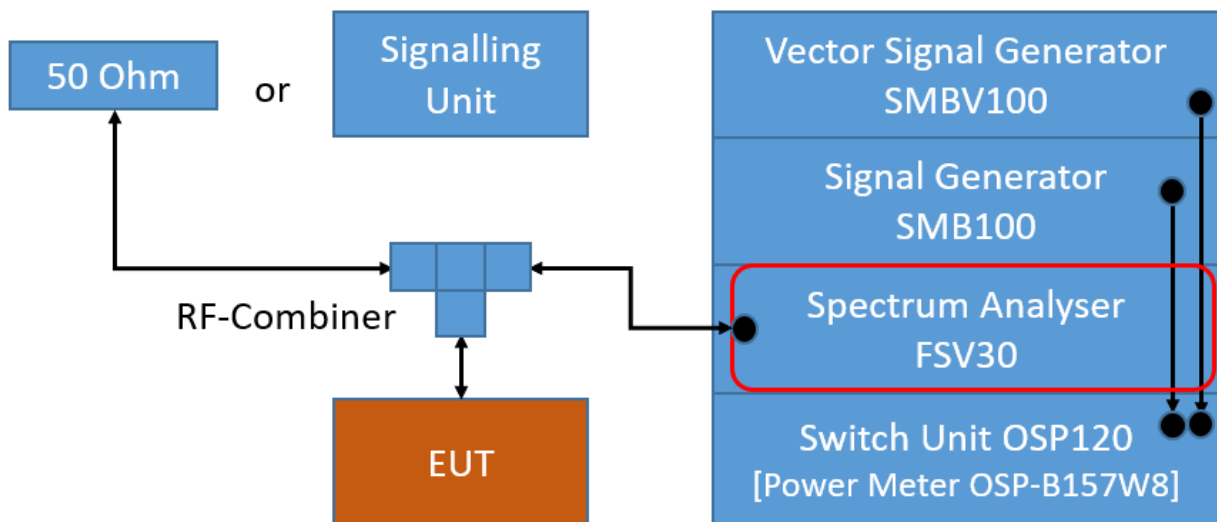 50 Ohm
or
Signalling
Unit
Vector Signal Generator
SMBV100
Signal Generator
SMB100
RF-Combiner
Spectrum Analyser
FSV30
EUT
Switch Unit OSP120
[Power Meter OSP-B157W8]